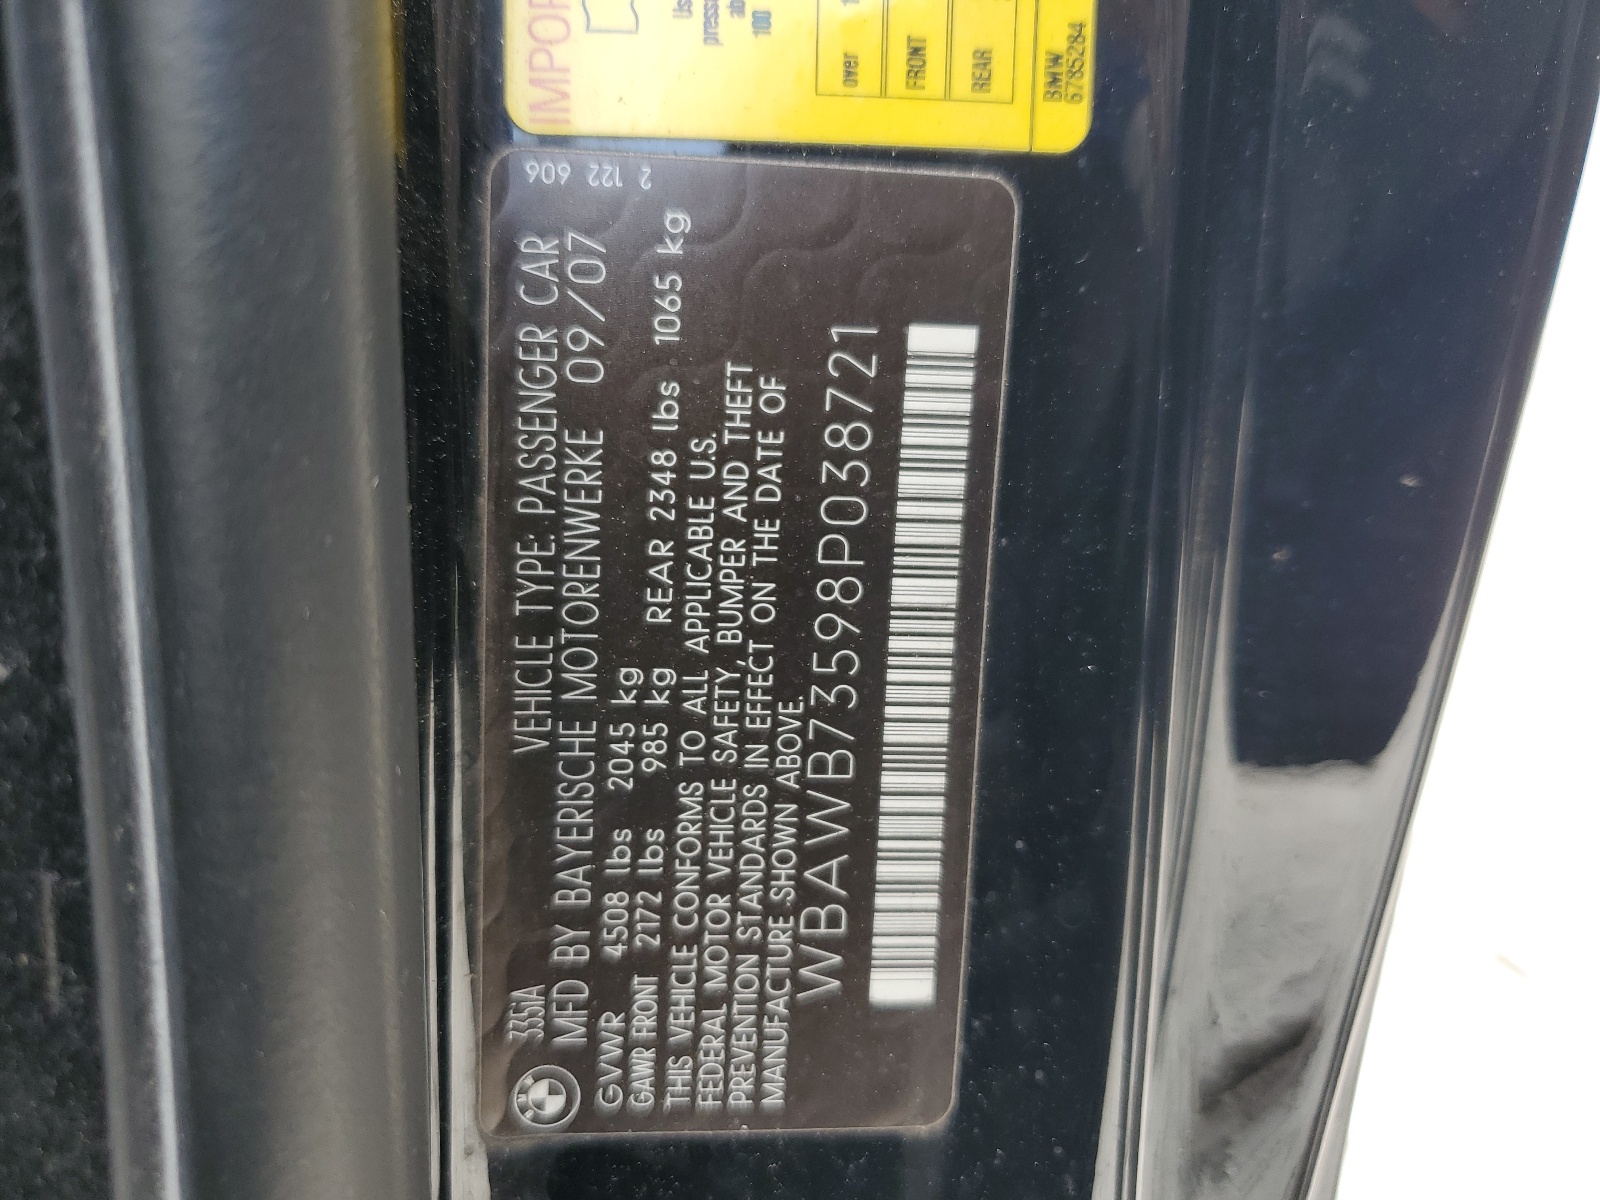 335iA VEHICLE TYPE: PASSENGER CAR
MFD BY BAYERISCHE MOTORENWERKE 09/07
GVWR 4508 lbs 2045 kg
GAWR FRONT 2172 lbs 985 kg REAR 2348 lbs 1065 kg
THIS VEHICLE CONFORMS TO ALL APPLICABLE U.S.
FEDERAL MOTOR VEHICLE SAFETY, BUMPER AND THEFT
PREVENTION STANDARDS IN EFFECT ON THE DATE OF
MANUFACTURE SHOWN ABOVE.
WBAWB73598P038721
2 122 606
over
FRONT
REAR
BMW
6785284
100